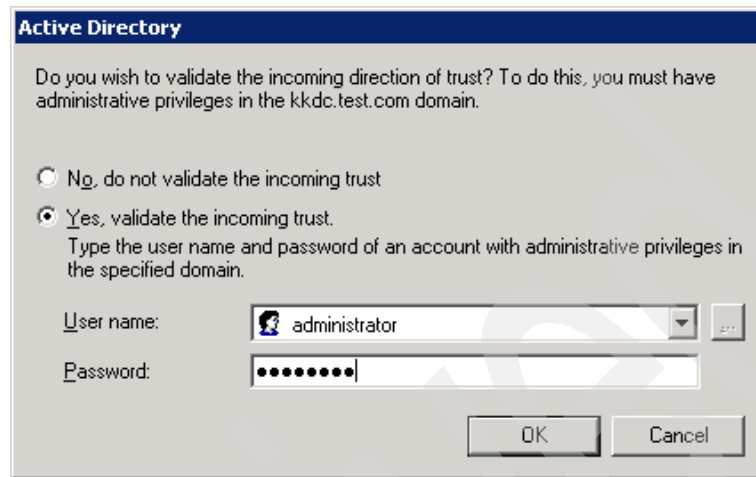 Active Directory
Do you wish to validate the incoming direction of trust? To do this, you must have
administrative privileges in the kkdc.test.com domain.
No, do not validate the incoming trust
Yes, validate the incoming trust.
Type the user name and password of an account with administrative privileges in
the specified domain.
User name:
administrator
...
Password:
●●●●●●●●
OK
Cancel